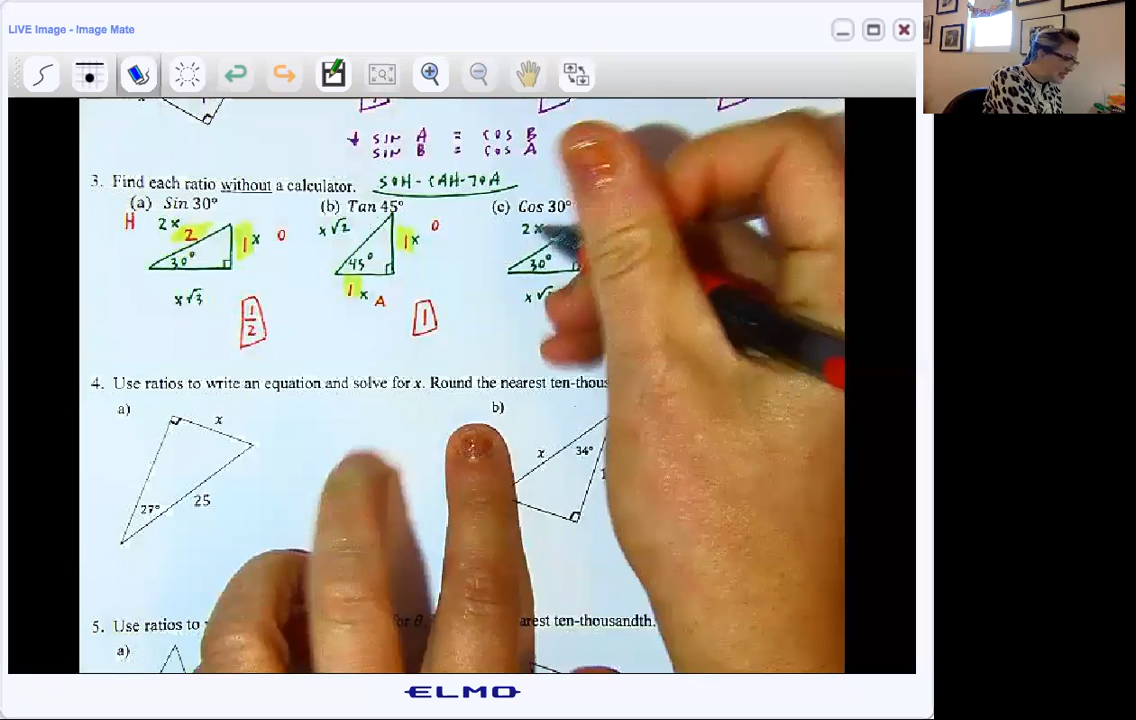 LIVE Image - Image Mate
↓ sin A = cos B
sin B = cos A
3. Find each ratio without a calculator. SOH-CAH-TOA
(a) Sin 30° (b) Tan 45° (c) Cos 30°
H 2x 2 1x O x√2 1x O 2x
30° 45° 30°
x√3 1x A x√
1/2 1
4. Use ratios to write an equation and solve for x. Round the nearest
a) b)
x x 34°
27° 25
5. Use ratios to for θ. ten-thousandth.
a)
ELMO